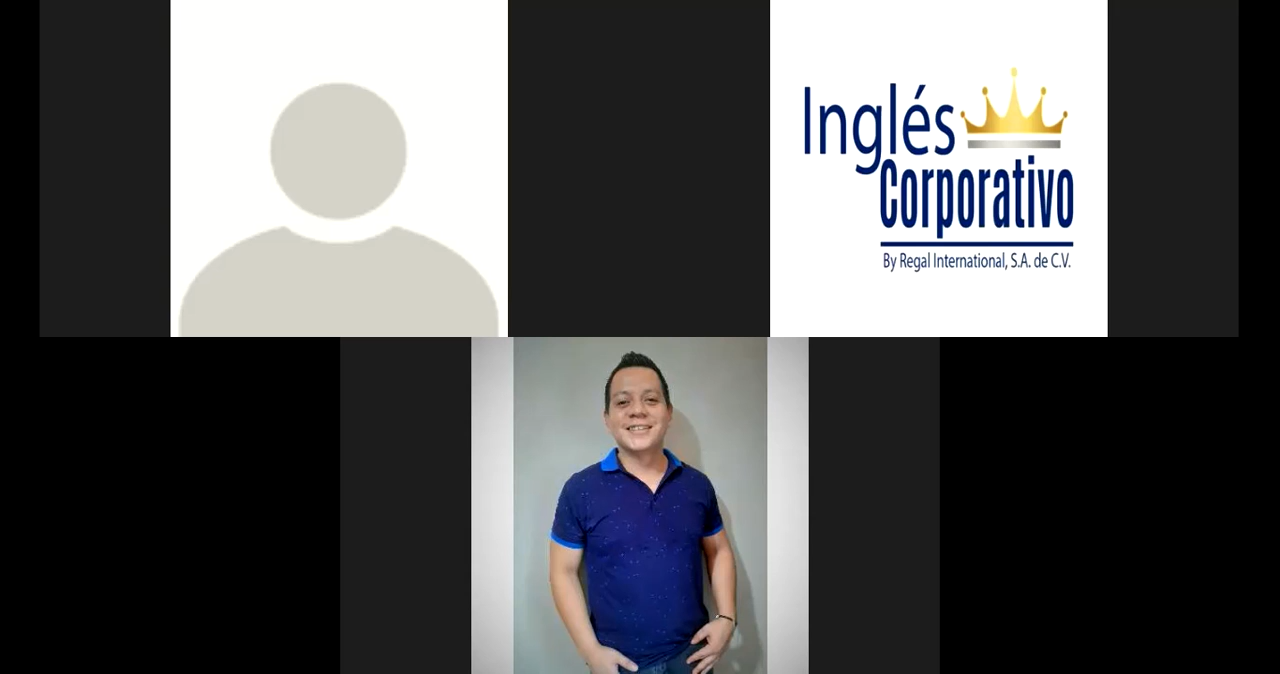 Inglés
Corporativo
By Regal International, S.A. de C.V.